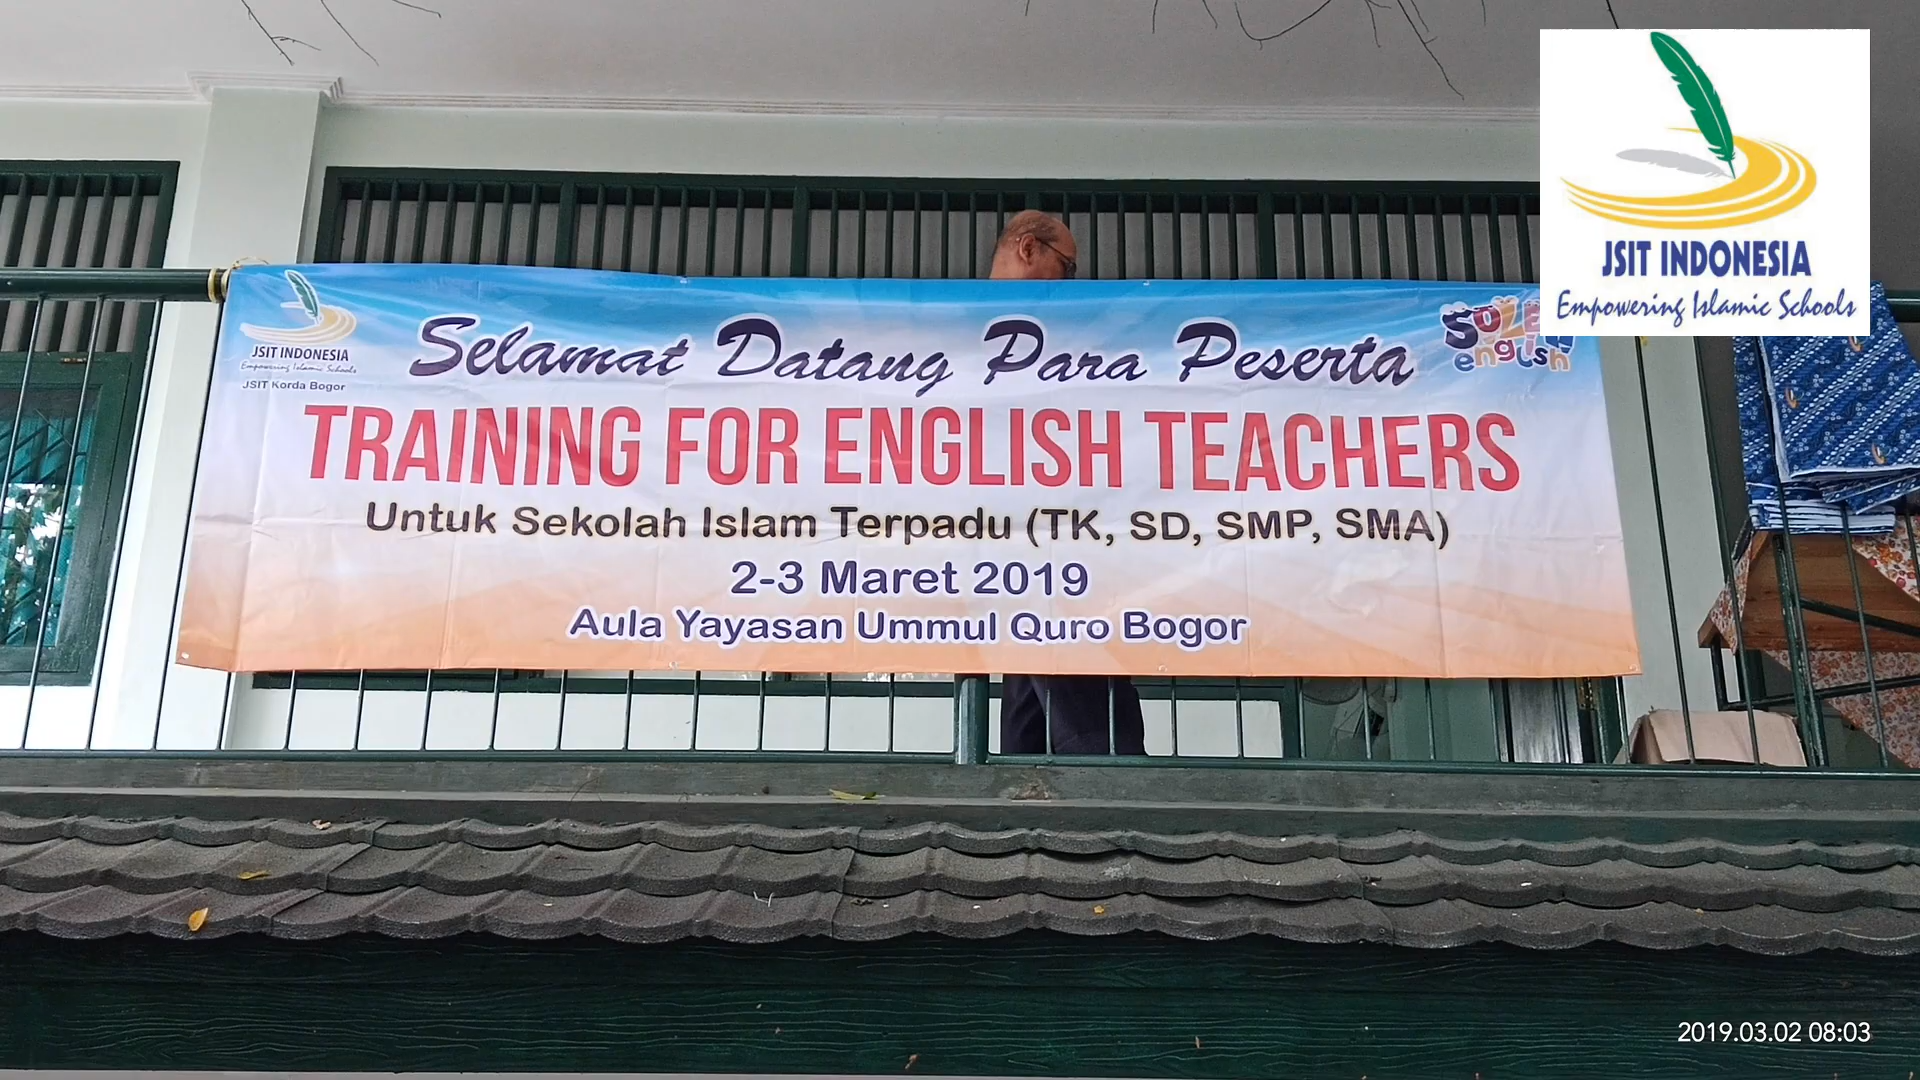 JSIT INDONESIA
Empowering Islamic Schools
JSIT INDONESIA
Empowering Islamic Schools
JSIT Korda Bogor
english
Selamat Datang Para Peserta
TRAINING FOR ENGLISH TEACHERS
Untuk Sekolah Islam Terpadu (TK, SD, SMP, SMA)
2-3 Maret 2019
Aula Yayasan Ummul Quro Bogor
2019.03.02 08:03